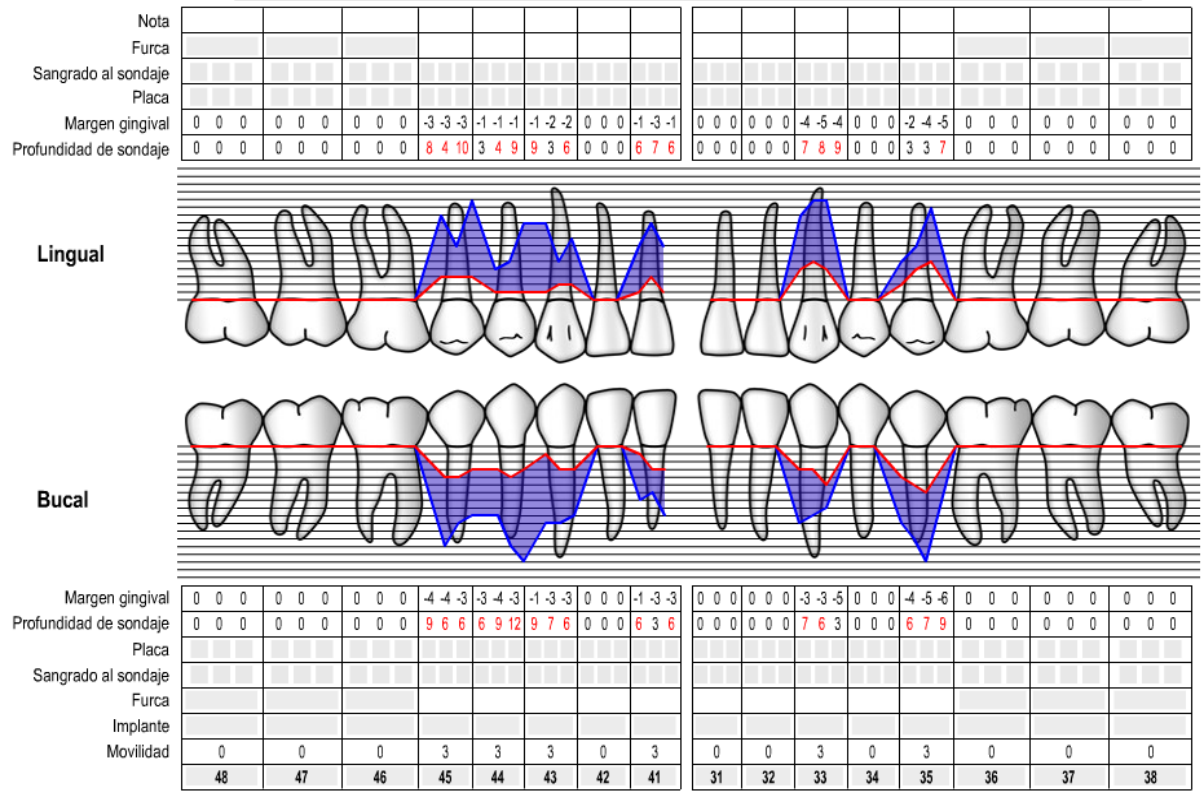 Nota
Furca
Sangrado al sondaje
Placa
Margen gingival 0 0 0 0 0 0 0 0 0 -3 -3 -3 -1 -1 -1 -1 -2 -2 0 0 0 -1 -3 -1 0 0 0 0 0 0 -4 -5 -4 0 0 0 -2 -4 -5 0 0 0 0 0 0 0 0 0
Profundidad de sondaje 0 0 0 0 0 0 0 0 0 8 4 10 3 4 9 9 3 6 0 0 0 6 7 6 0 0 0 0 0 0 7 8 9 0 0 0 3 3 7 0 0 0 0 0 0 0 0 0
Lingual
Bucal
Margen gingival 0 0 0 0 0 0 0 0 0 -4 -4 -3 -3 -4 -3 -1 -3 -3 0 0 0 -1 -3 -3 0 0 0 0 0 0 -3 -3 -5 0 0 0 -4 -5 -6 0 0 0 0 0 0 0 0 0
Profundidad de sondaje 0 0 0 0 0 0 0 0 0 9 6 6 6 9 12 9 7 6 0 0 0 6 3 6 0 0 0 0 0 0 7 6 3 0 0 0 6 7 9 0 0 0 0 0 0 0 0 0
Placa
Sangrado al sondaje
Furca
Implante
Movilidad 0 0 0 3 3 3 0 3 0 0 3 0 3 0 0 0
48 47 46 45 44 43 42 41 31 32 33 34 35 36 37 38